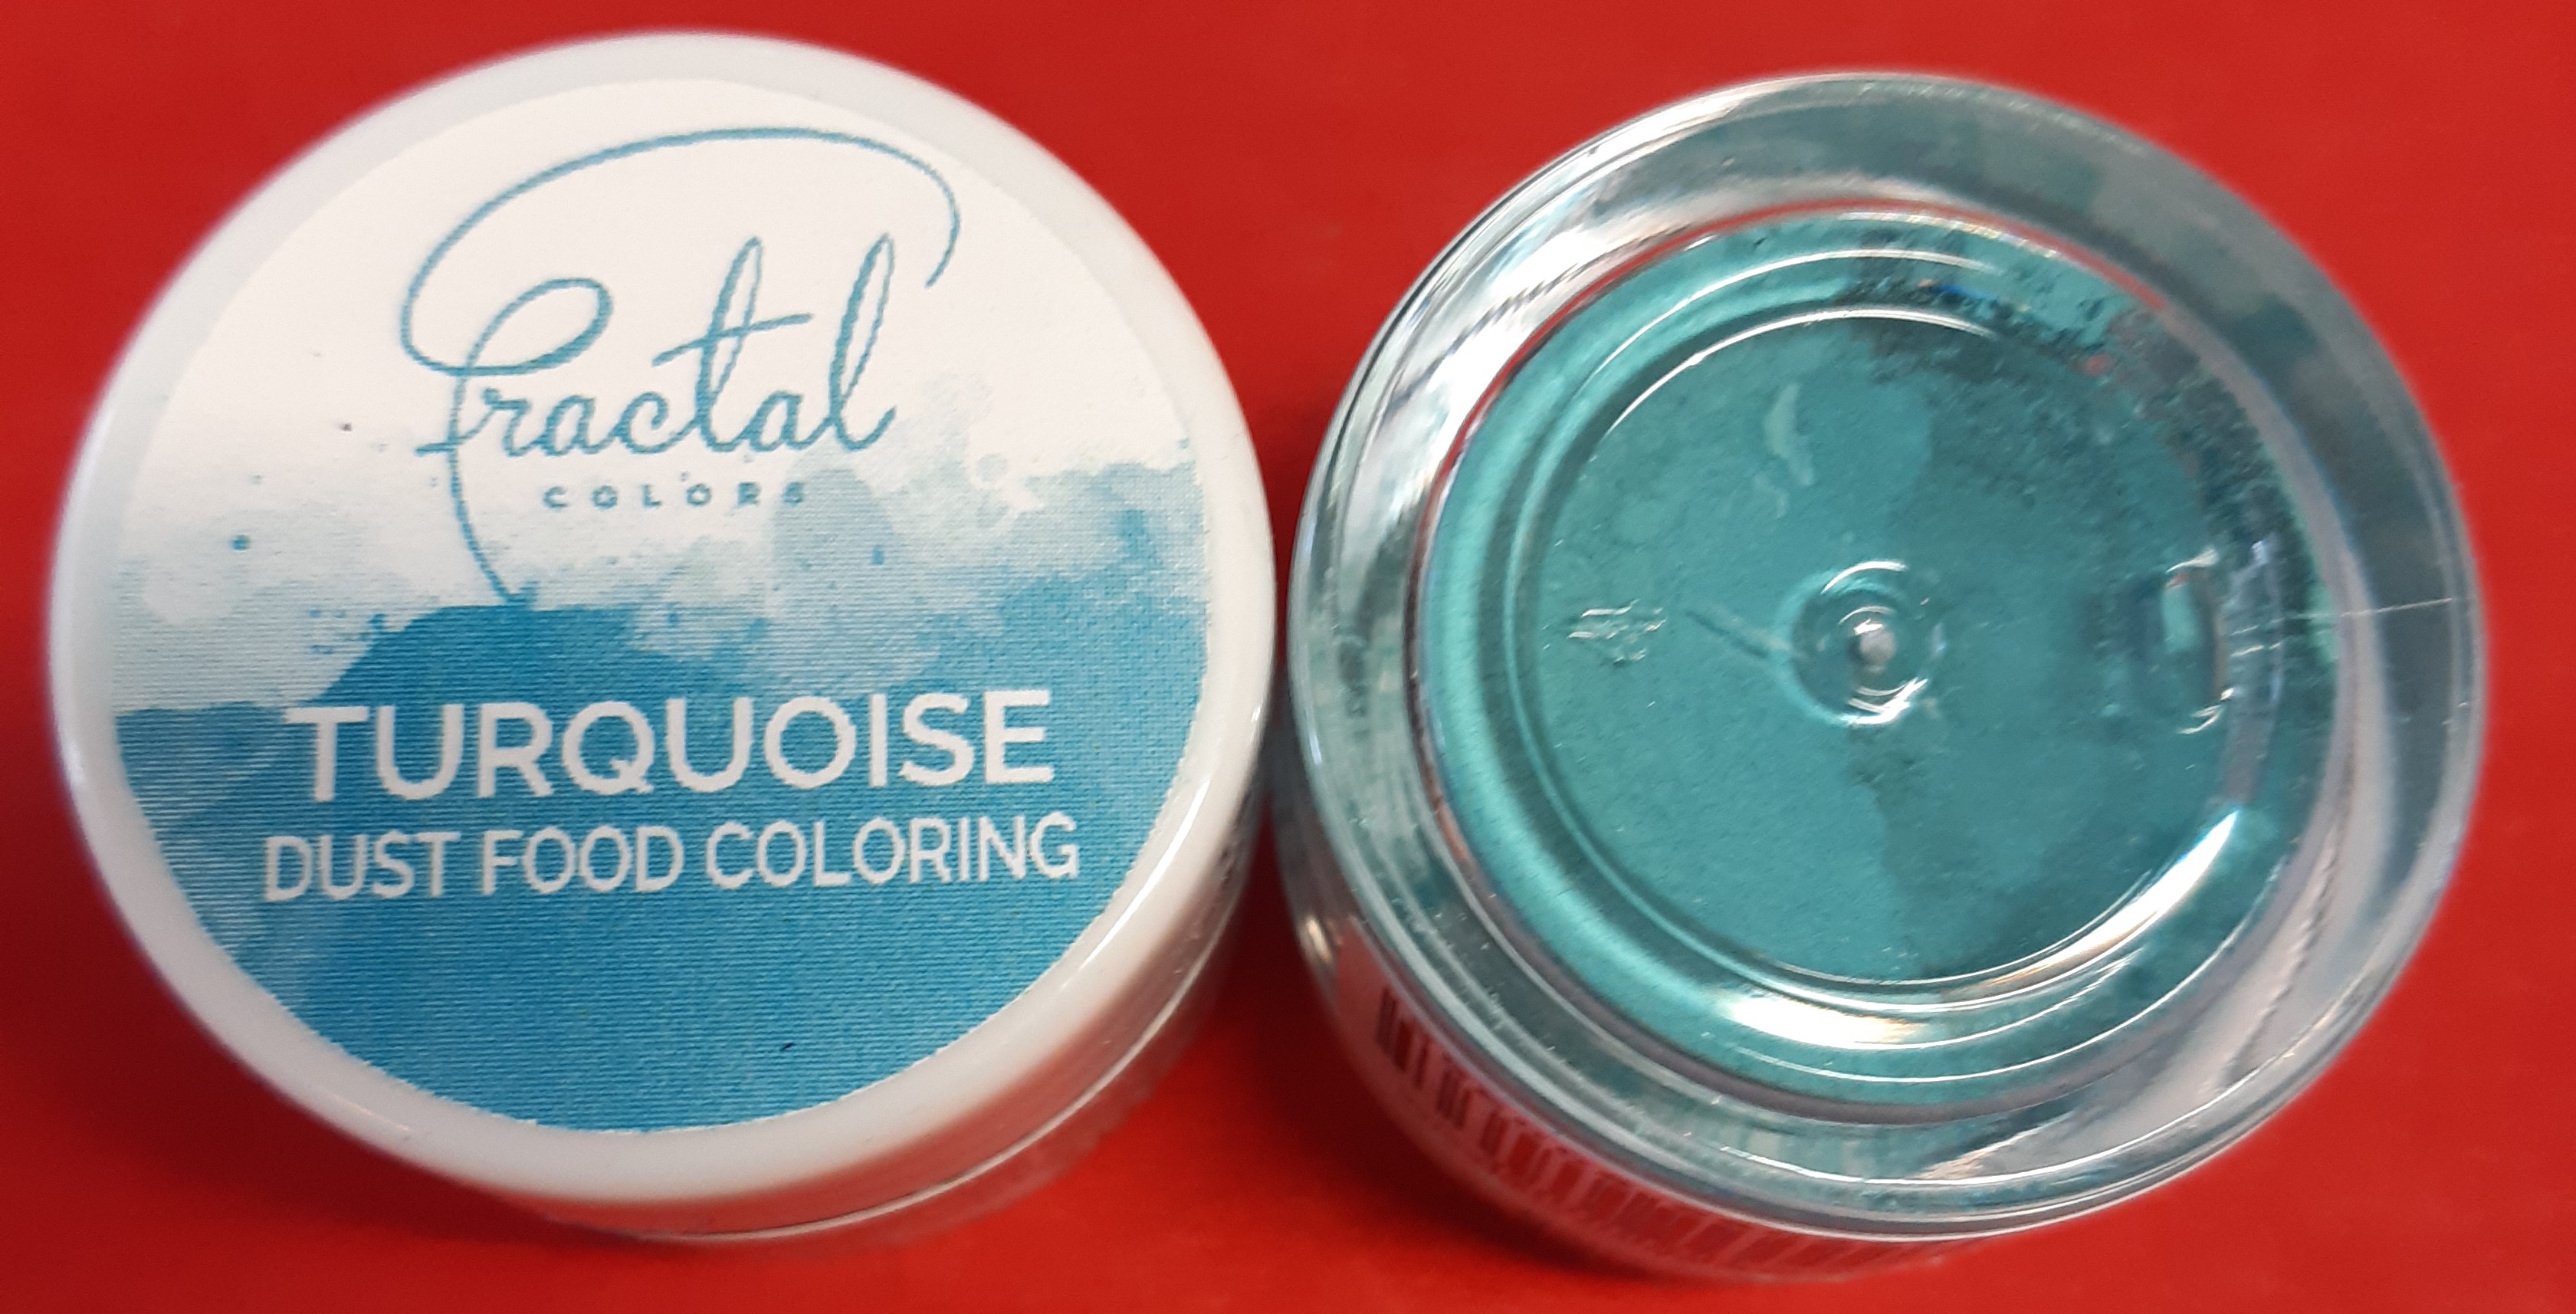 Fractal
COLORS
TURQUOISE
DUST FOOD COLORING